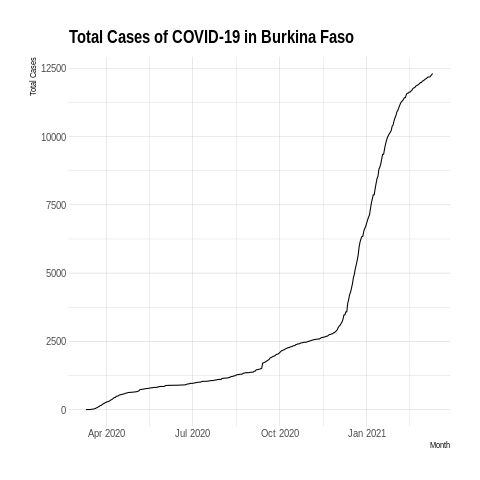 Total Cases of COVID-19 in Burkina Faso
Total Cases
12500
10000
7500
5000
2500
0
Apr 2020 Jul 2020 Oct 2020 Jan 2021
Month